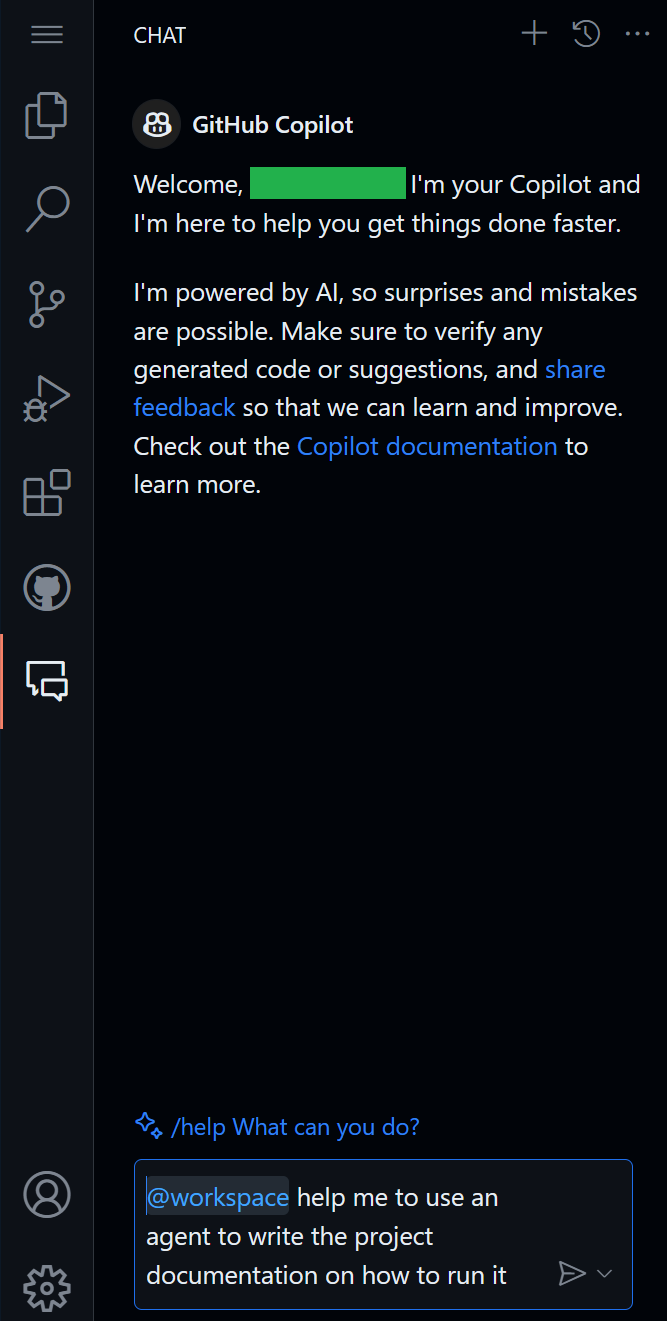 CHAT
GitHub Copilot
Welcome, I'm your Copilot and
I'm here to help you get things done faster.
I'm powered by AI, so surprises and mistakes
are possible. Make sure to verify any
generated code or suggestions, and share
feedback so that we can learn and improve.
Check out the Copilot documentation to
learn more.
/help What can you do?
@workspace help me to use an
agent to write the project
documentation on how to run it